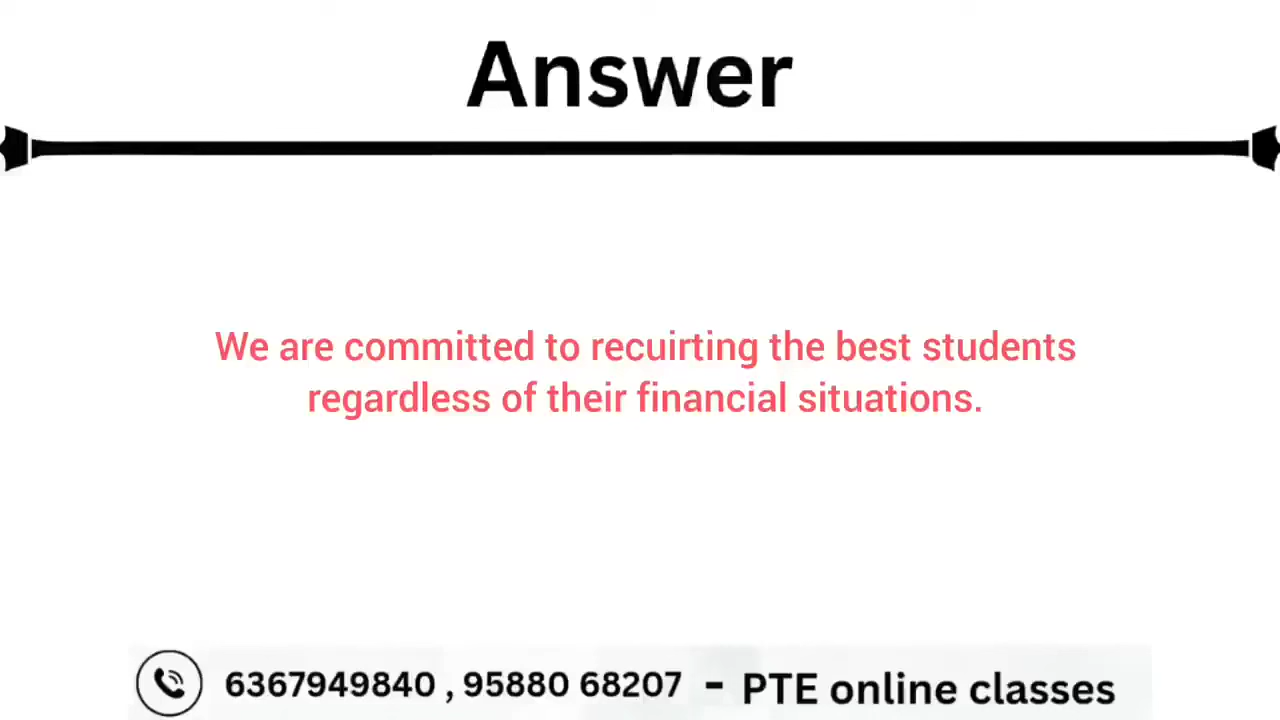 Answer
We are committed to recuirting the best students
regardless of their financial situations.
6367949840 , 95880 68207 - PTE online classes